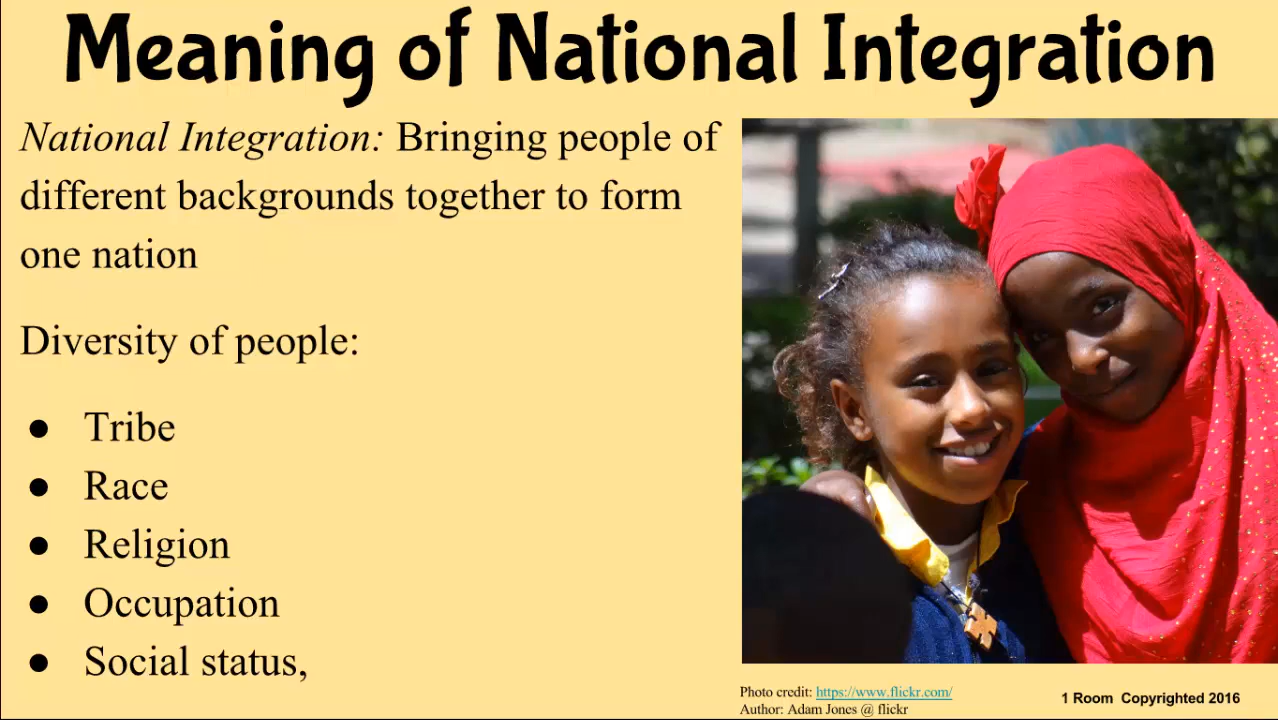 Meaning of National Integration
National Integration: Bringing people of
different backgrounds together to form
one nation
Diversity of people:
● Tribe
● Race
● Religion
● Occupation
● Social status,
Photo credit: https://www.flickr.com/
Author: Adam Jones @ flickr
1 Room Copyrighted 2016